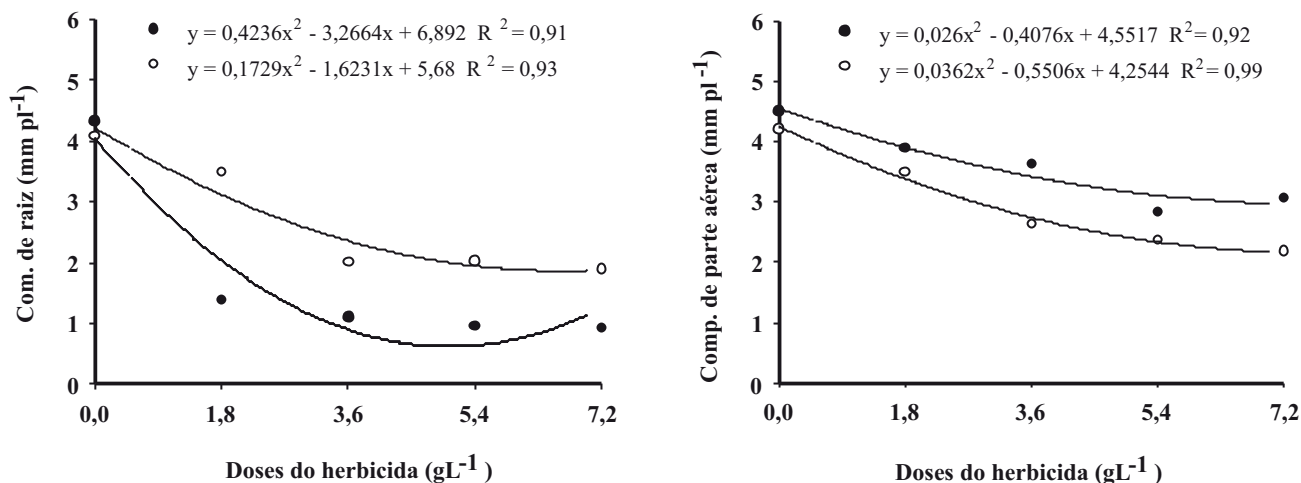 y = 0,4236x² - 3,2664x + 6,892 R ² = 0,91
y = 0,1729x² - 1,6231x + 5,68 R ² = 0,93
Com. de raiz (mm pl⁻¹)
6
5
4
3
2
1
0
0,0 1,8 3,6 5,4 7,2
Doses do herbicida (gL⁻¹ )
y = 0,026x² - 0,4076x + 4,5517 R²= 0,92
y = 0,0362x² - 0,5506x + 4,2544 R²= 0,99
Comp. de parte aérea (mm pl⁻¹)
6
5
4
3
2
1
0
0,0 1,8 3,6 5,4 7,2
Doses do herbicida (gL⁻¹ )